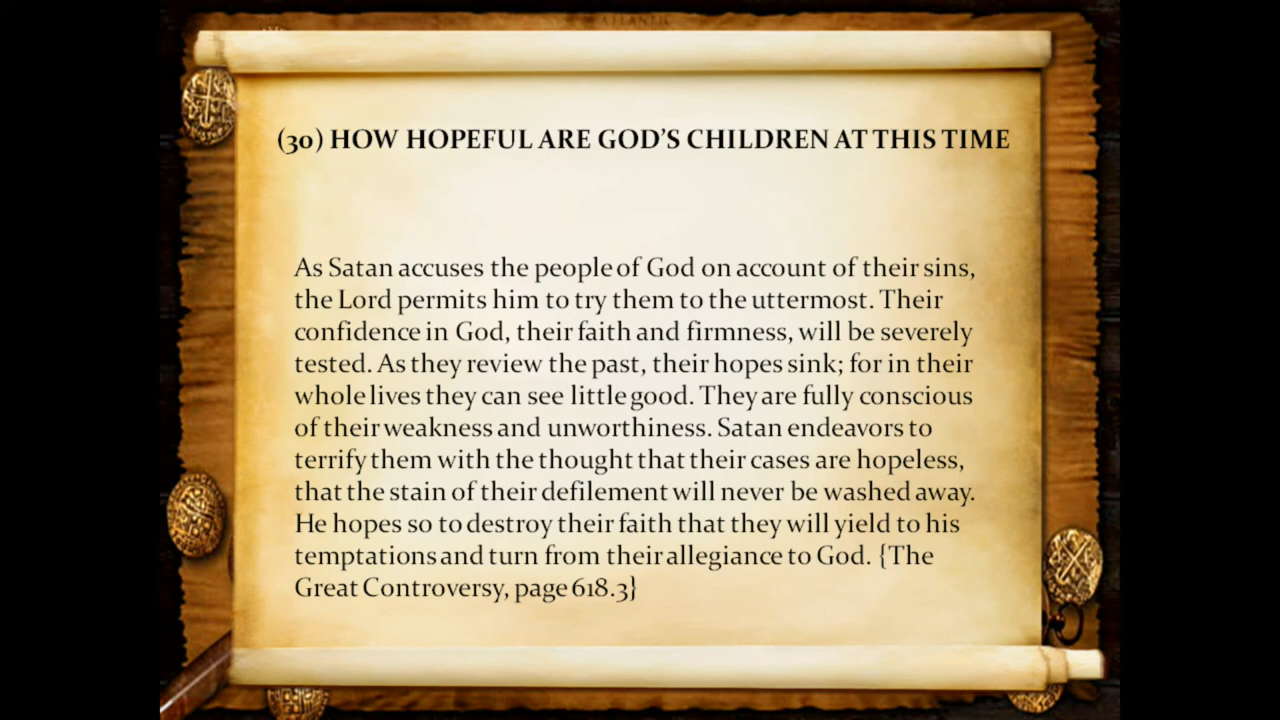 ATLANTIC
(30) HOW HOPEFUL ARE GOD'S CHILDREN AT THIS TIME
As Satan accuses the people of God on account of their sins,
the Lord permits him to try them to the uttermost. Their
confidence in God, their faith and firmness, will be severely
tested. As they review the past, their hopes sink; for in their
whole lives they can see little good. They are fully conscious
of their weakness and unworthiness. Satan endeavors to
terrify them with the thought that their cases are hopeless,
that the stain of their defilement will never be washed away.
He hopes so to destroy their faith that they will yield to his
temptations and turn from their allegiance to God. {The
Great Controversy, page 618.3}